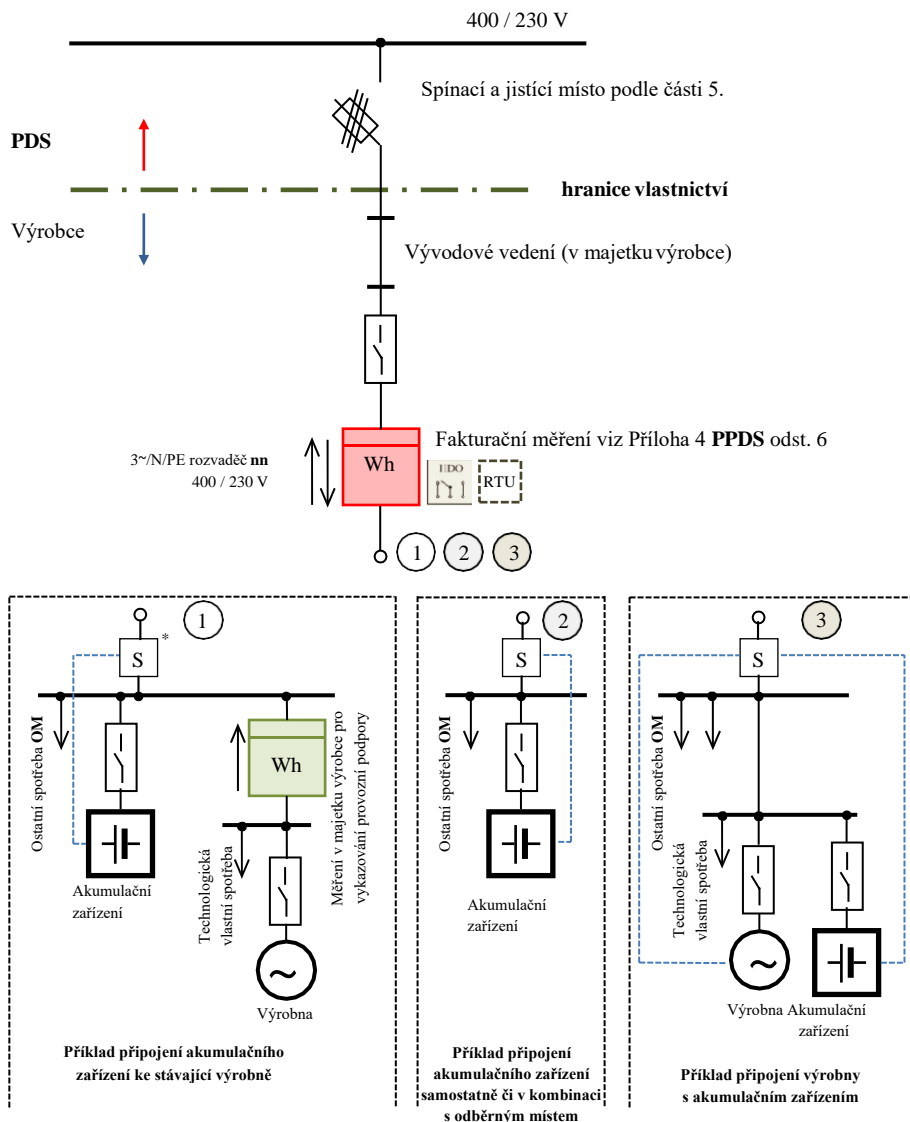 400 / 230 V
Spínací a jistící místo podle části 5.
PDS
hranice vlastnictví
Výrobce
Vývodové vedení (v majetku výrobce)
Fakturační měření viz Příloha 4 PPDS odst. 6
3~/N/PE rozvaděč nn
400 / 230 V
Wh
HDO
RTU
1
2
3
1
S
*
Ostatní spotřeba OM
Wh
Měření v majetku výrobce pro
vykazování provozní podpory
Akumulační
zařízení
Technologická
vlastní spotřeba
~
Výrobna
Příklad připojení akumulačního
zařízení ke stávající výrobně
2
S
Ostatní spotřeba OM
Akumulační
zařízení
Příklad připojení
akumulačního zařízení
samostatně či v kombinaci
s odběrným místem
3
S
Ostatní spotřeba OM
Technologická
vlastní spotřeba
~
Výrobna
Akumulační
zařízení
Příklad připojení výrobny
s akumulačním zařízením